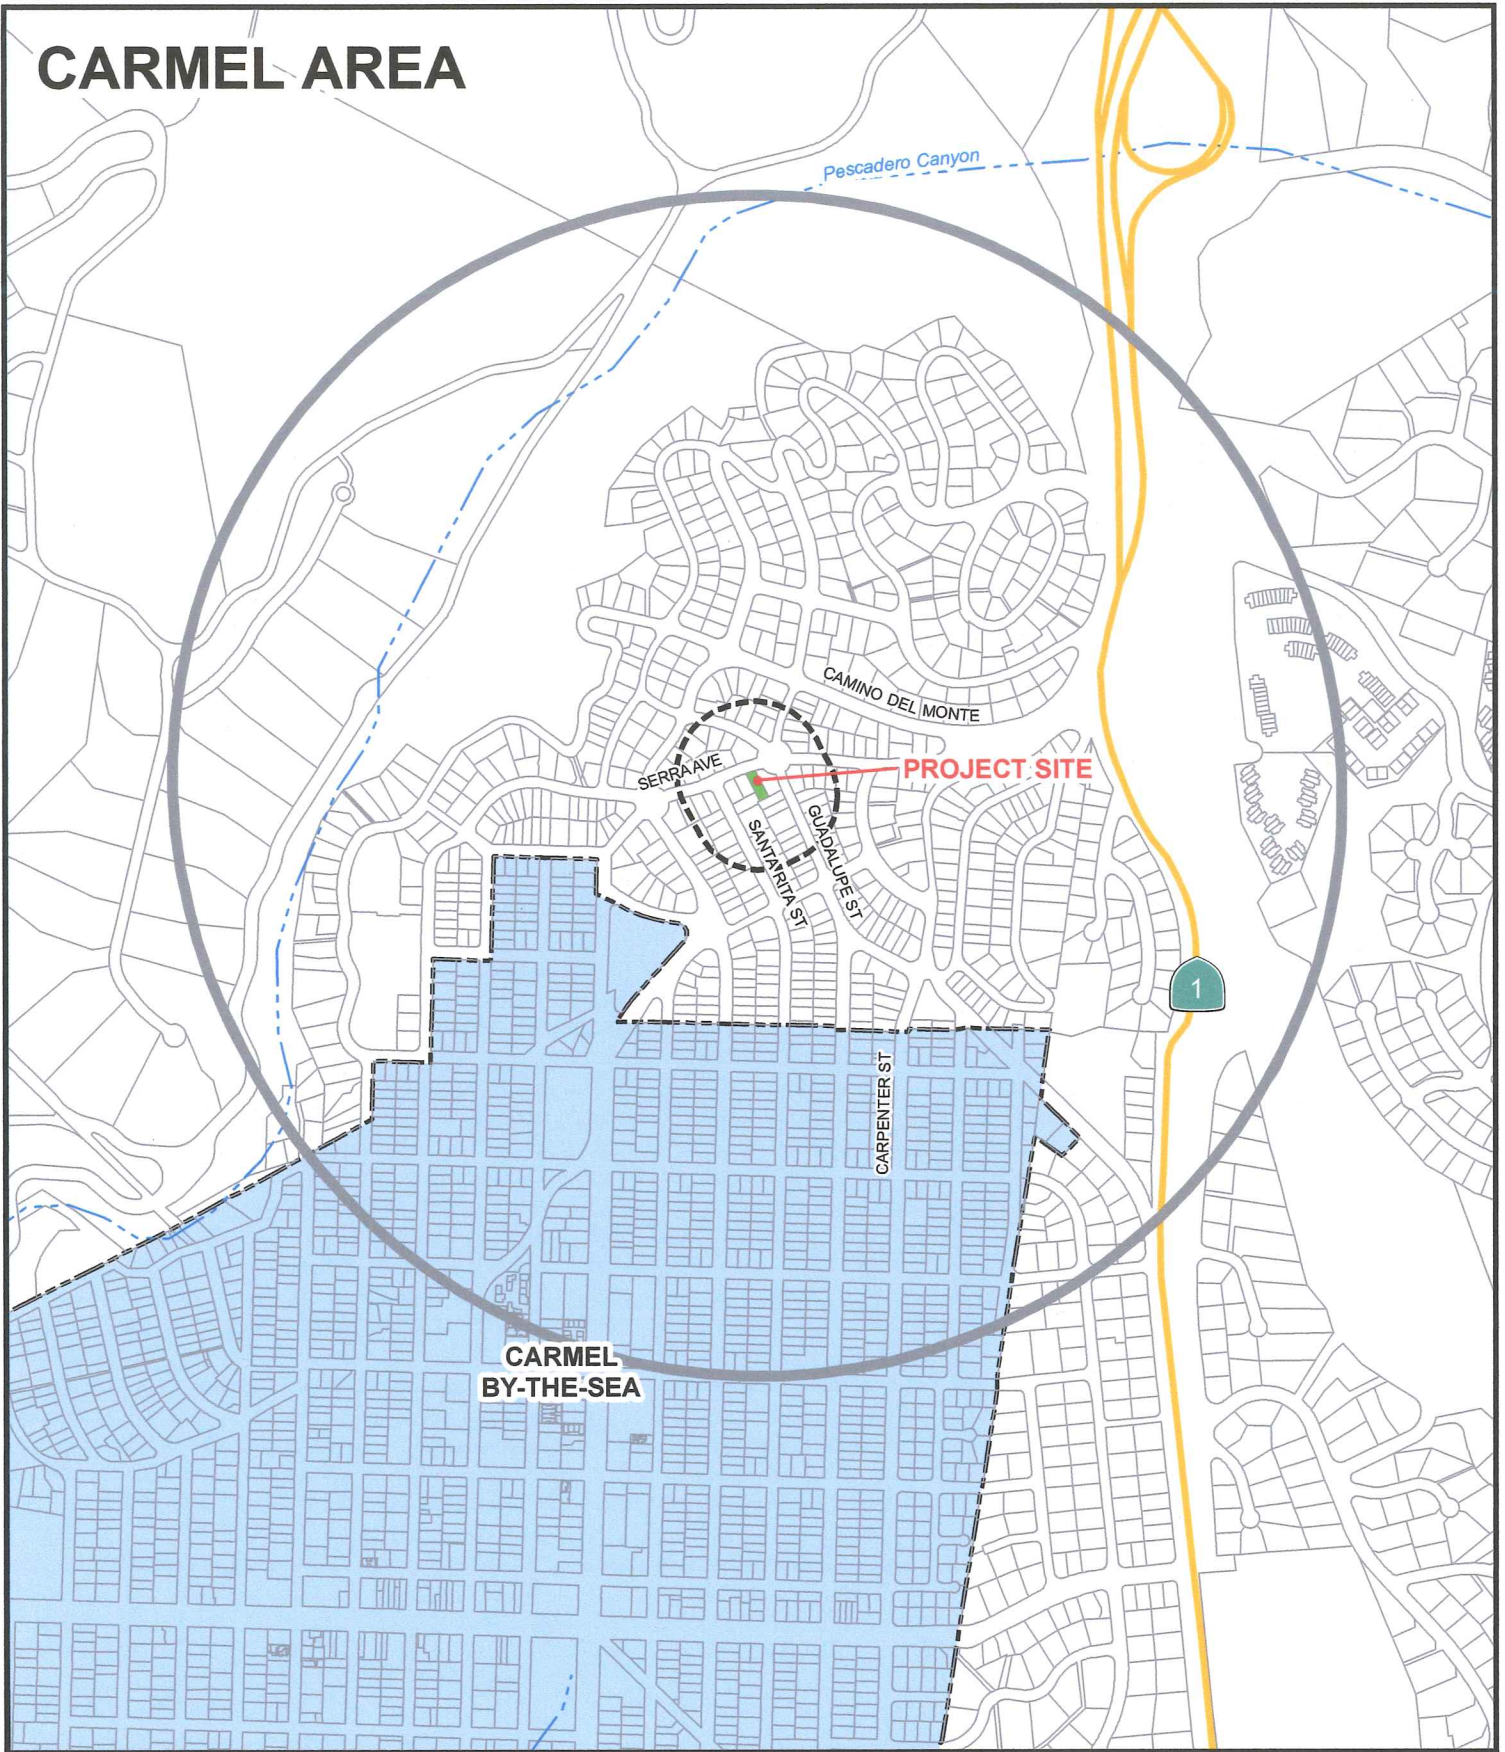 CARMEL AREA
Pescadero Canyon
CAMINO DEL MONTE
SERRA AVE
PROJECT SITE
GUADALUPE ST
SANTA RITA ST
1
CARPENTER ST
CARMEL
BY-THE-SEA